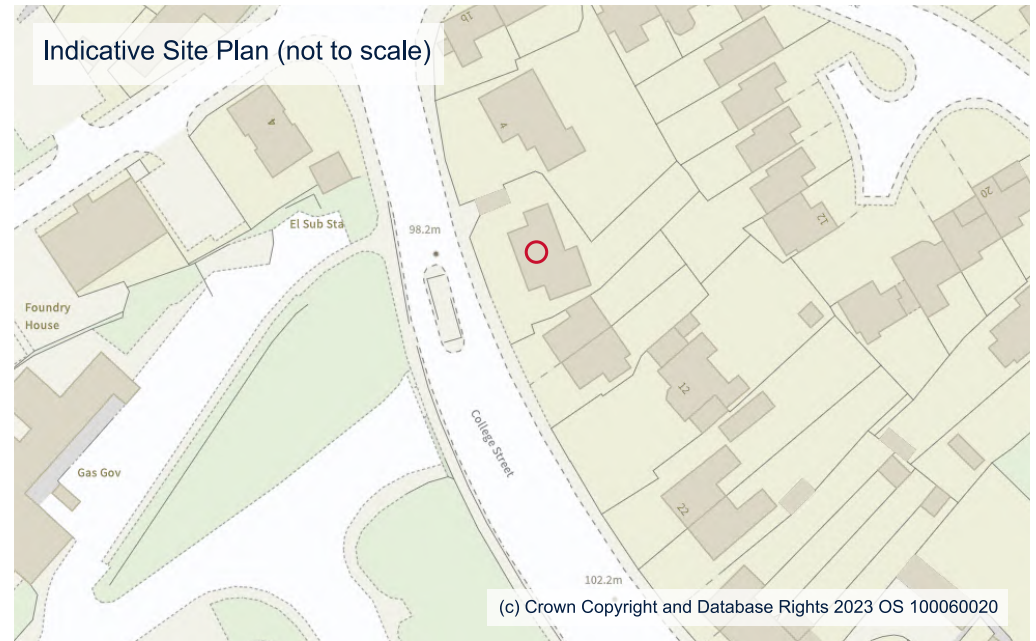 Indicative Site Plan (not to scale)
1b
4
4
El Sub Sta
98.2m
12
20
Foundry
House
12
College Street
Gas Gov
22
102.2m
(c) Crown Copyright and Database Rights 2023 OS 100060020